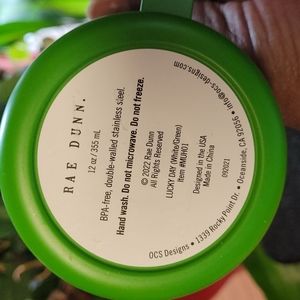 RAE DUNN.
12 oz / 355 mL
BPA-free, double-walled stainless steel.
Hand wash. Do not microwave. Do not freeze.
© 2022 Rae Dunn
All Rights Reserved
LUCKY DAY (White/Green)
Item #MUH01
Designed in the USA
Made in China
092021
OCS Designs • 1339 Rocky Point Dr. • Oceanside, CA 92056 • info@ocs-designs.com